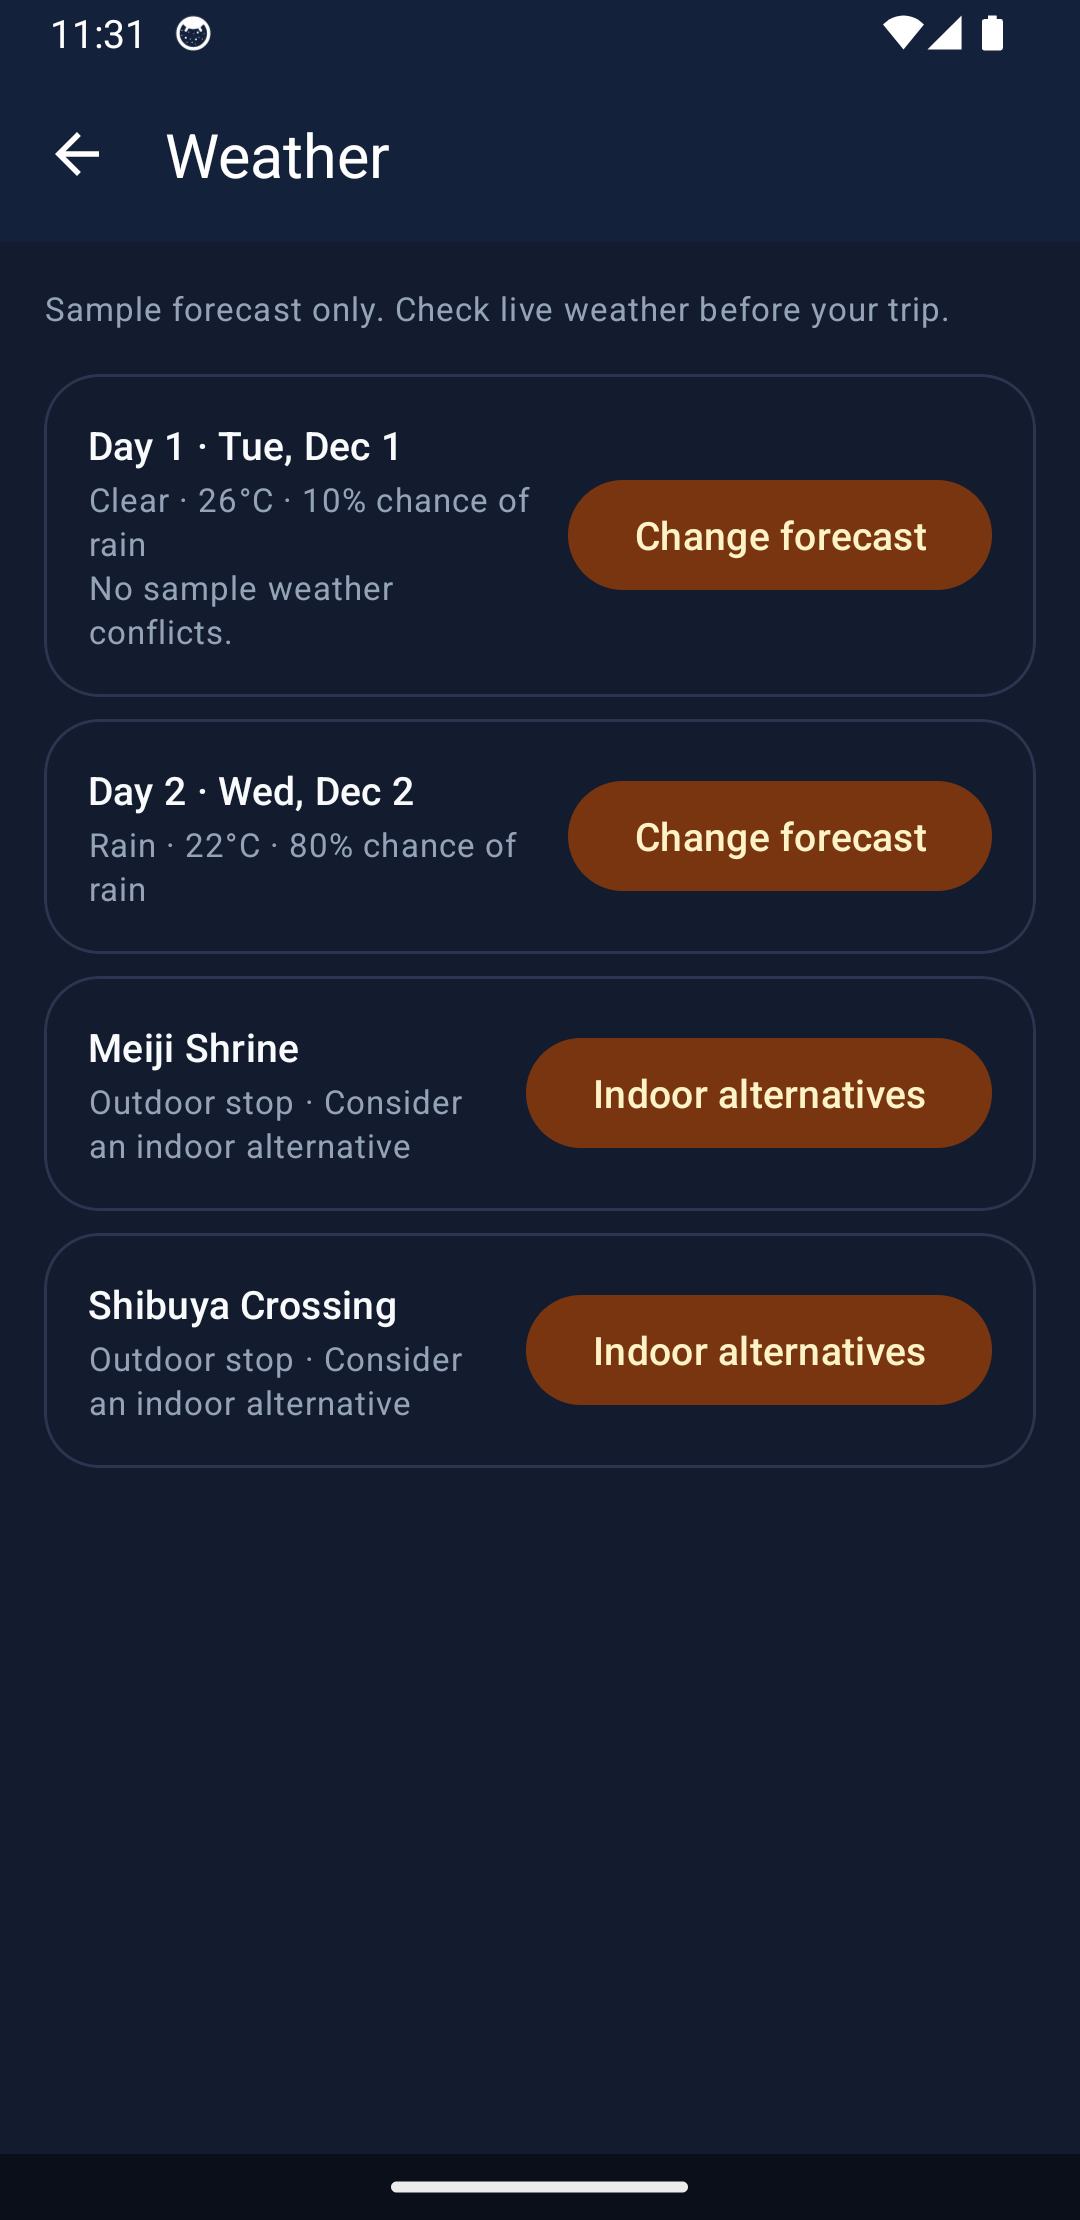 11:31
Weather
Sample forecast only. Check live weather before your trip.
Day 1 · Tue, Dec 1
Clear · 26°C · 10% chance of
rain
No sample weather
conflicts.
Change forecast
Day 2 · Wed, Dec 2
Rain · 22°C · 80% chance of
rain
Change forecast
Meiji Shrine
Outdoor stop · Consider
an indoor alternative
Indoor alternatives
Shibuya Crossing
Outdoor stop · Consider
an indoor alternative
Indoor alternatives